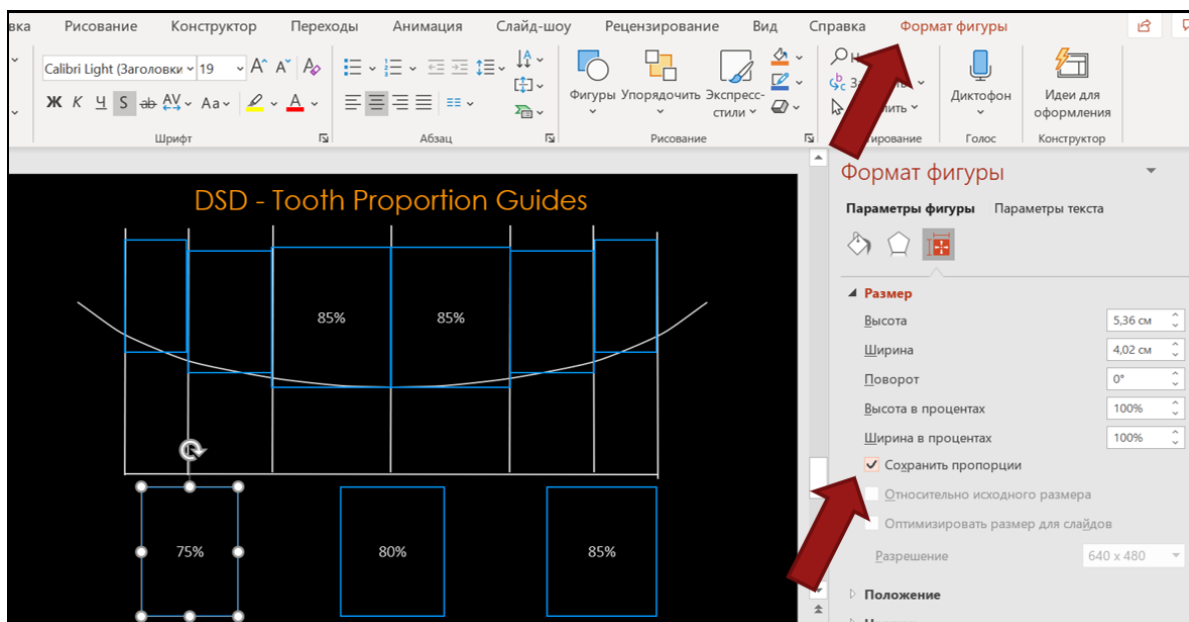 вка Рисование Конструктор Переходы Анимация Слайд-шоу Рецензирование Вид Справка Формат фигуры
Calibri Light (Заголовки 19 A A A
Ж К Ч S ab AV Aa A
Фигуры Упорядочить Экспресс-
стили
Диктофон
Идеи для
оформления
Шрифт Абзац Рисование Голос Конструктор
Формат фигуры
Параметры фигуры Параметры текста
DSD - Tooth Proportion Guides
85% 85%
75% 80% 85%
Размер
Высота 5,36 см
Ширина 4,02 см
Поворот 0°
Высота в процентах 100%
Ширина в процентах 100%
Сохранить пропорции
Относительно исходного размера
Оптимизировать размер для слайдов
Разрешение 640 x 480
Положение